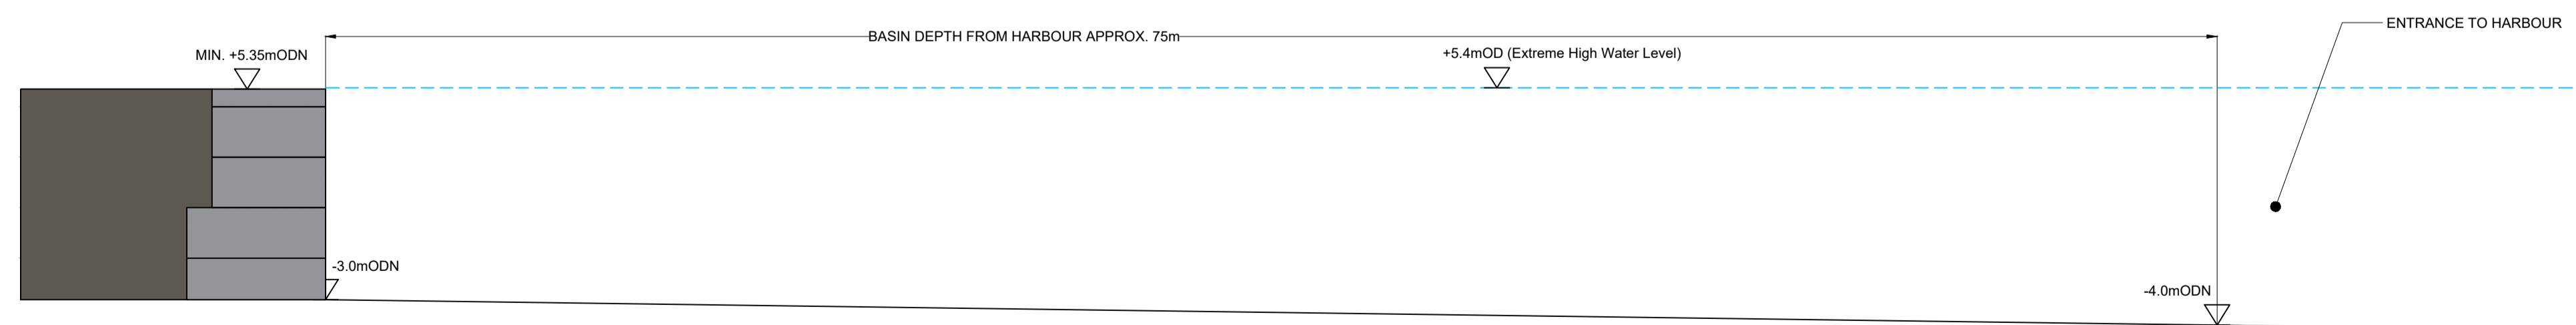 ENTRANCE TO HARBOUR
BASIN DEPTH FROM HARBOUR APPROX. 75m
MIN. +5.35mODN
+5.4mOD (Extreme High Water Level)
-3.0mODN
-4.0mODN